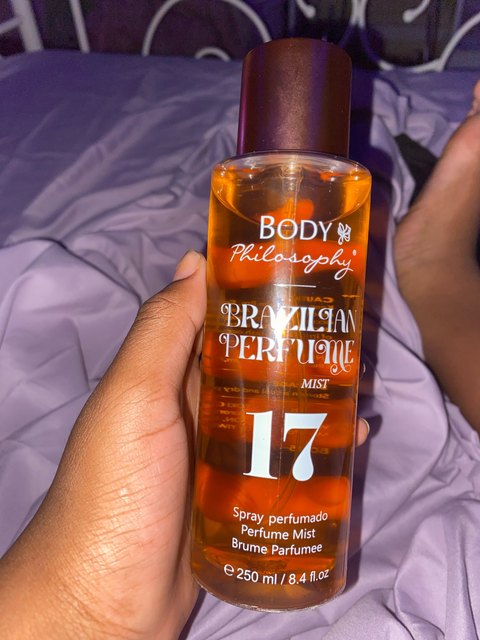 BODY
Philosophy®
BRAZILIAN
PERFUME
MIST
17
Spray perfumado
Perfume Mist
Brume Parfumee
℮ 250 ml / 8.4 fl.oz